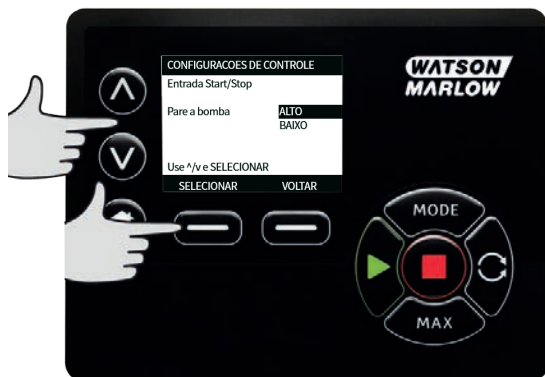 CONFIGURACOES DE CONTROLE
Entrada Start/Stop
Pare a bomba ALTO
BAIXO
Use ^/v e SELECIONAR
SELECIONAR VOLTAR
WATSON
MARLOW
MODE
MAX